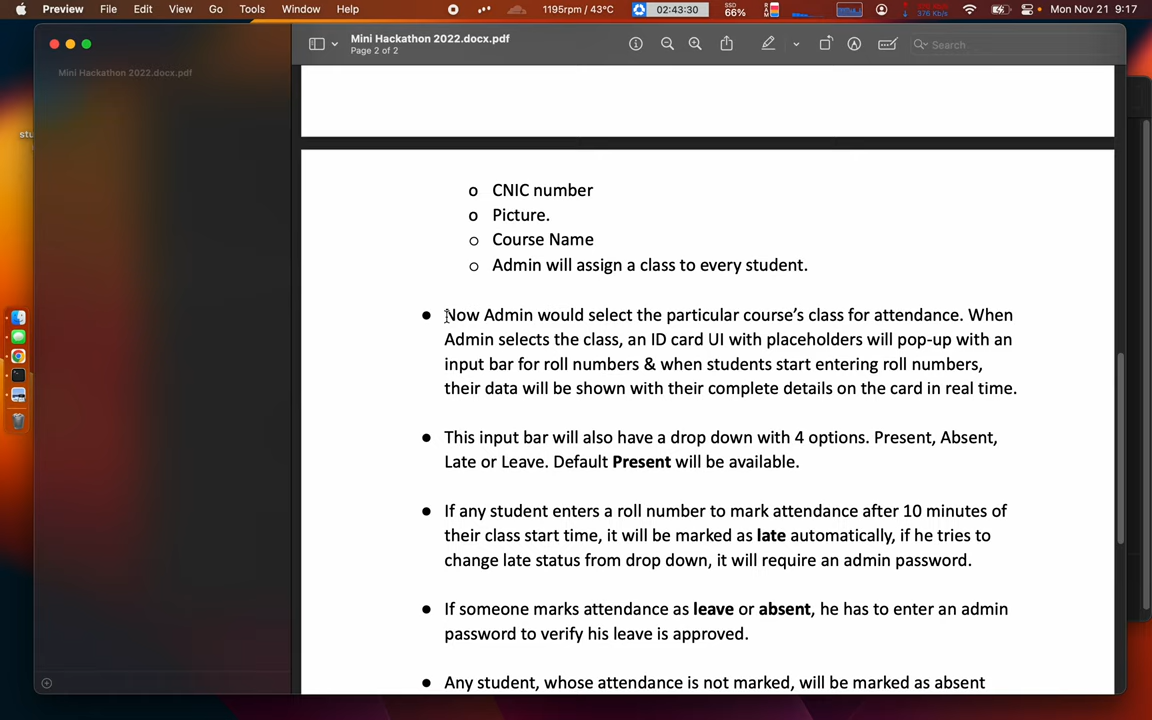 Preview File Edit View Go Tools Window Help 1195rpm / 43°C 02:43:30 SSD 66% Mon Nov 21 9:17
Mini Hackathon 2022.docx.pdf
Page 2 of 2
Search
Mini Hackathon 2022.docx.pdf
stu
o CNIC number
o Picture.
o Course Name
o Admin will assign a class to every student.
● Now Admin would select the particular course’s class for attendance. When
Admin selects the class, an ID card UI with placeholders will pop-up with an
input bar for roll numbers & when students start entering roll numbers,
their data will be shown with their complete details on the card in real time.
● This input bar will also have a drop down with 4 options. Present, Absent,
Late or Leave. Default Present will be available.
● If any student enters a roll number to mark attendance after 10 minutes of
their class start time, it will be marked as late automatically, if he tries to
change late status from drop down, it will require an admin password.
● If someone marks attendance as leave or absent, he has to enter an admin
password to verify his leave is approved.
● Any student, whose attendance is not marked, will be marked as absent